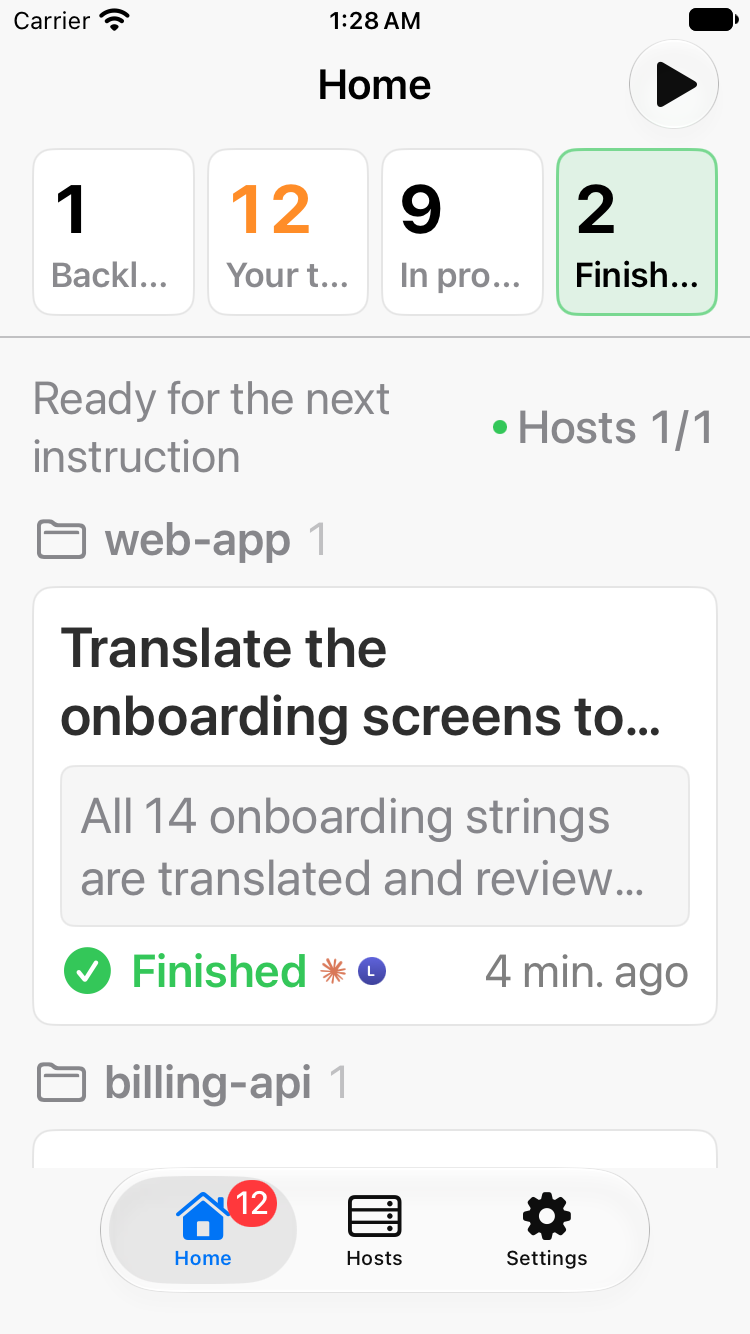 Carrier
1:28 AM
Home
1
Backl...
12
Your t...
9
In pro...
2
Finish...
Ready for the next
instruction
Hosts 1/1
web-app 1
Translate the
onboarding screens to...
All 14 onboarding strings
are translated and review...
Finished
L
4 min. ago
billing-api 1
12
Home
Hosts
Settings